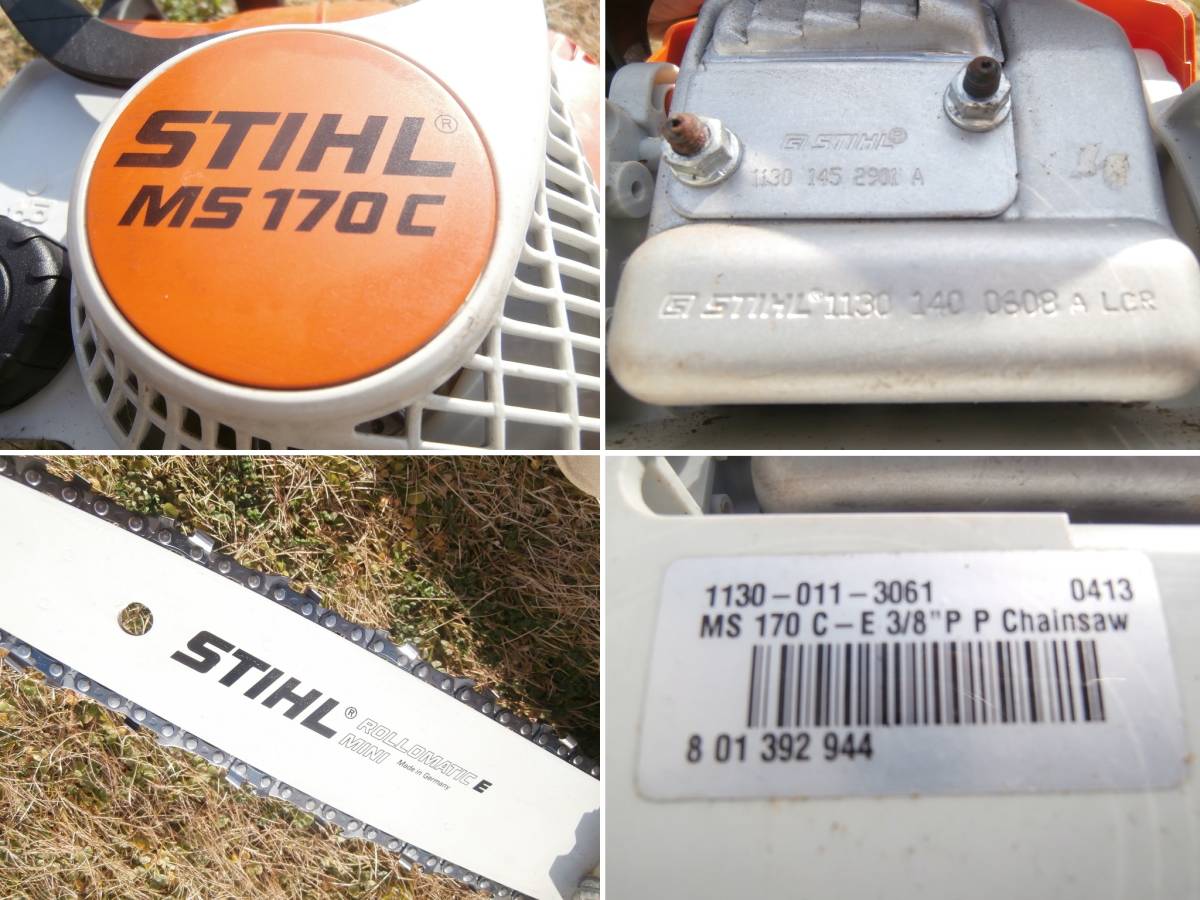 STIHL®
MS 170 C
STIHL®
1130 145 2901 A
STIHL® 1130 140 0608 A LCR
STIHL®
ROLLOMATIC E
MINI
Made in Germany
1130-011-3061 0413
MS 170 C-E 3/8" P P Chainsaw
8 01 392 944